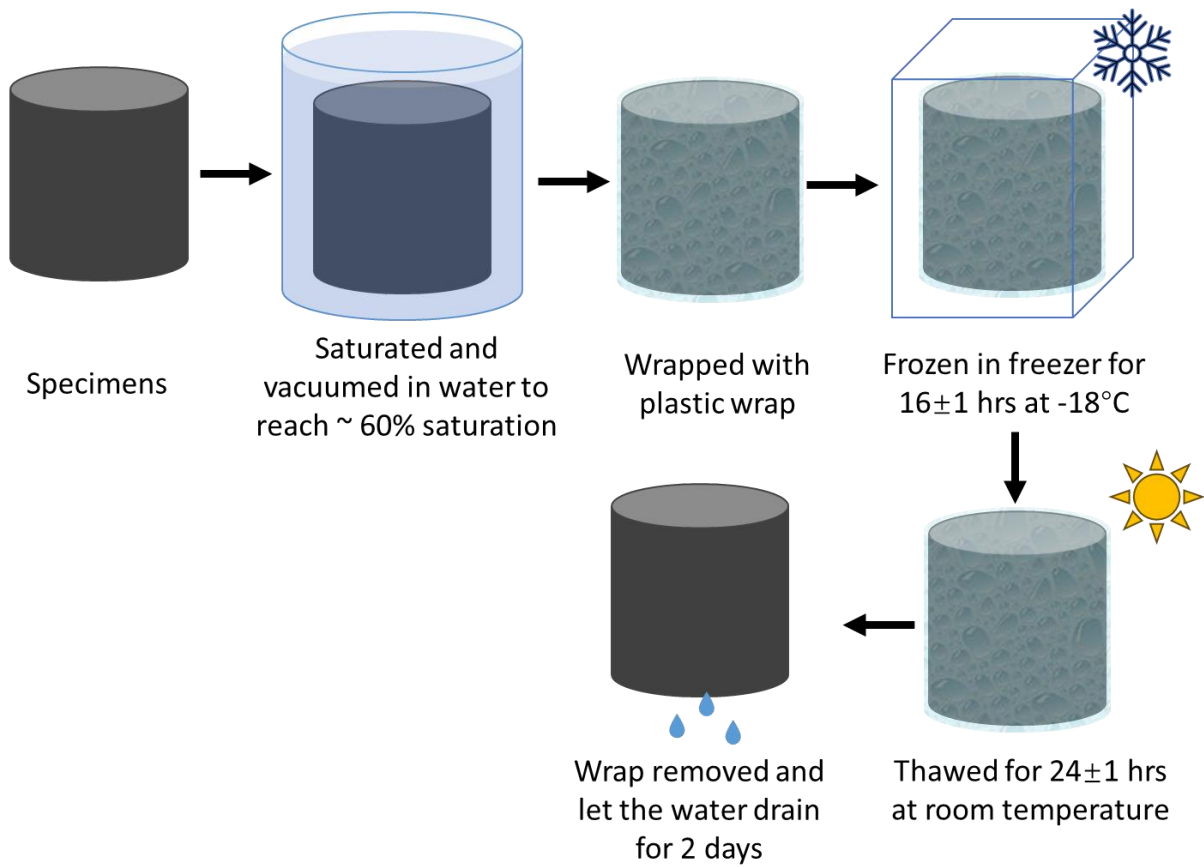 Specimens
Saturated and
vacuumed in water to
reach ~ 60% saturation
Wrapped with
plastic wrap
Frozen in freezer for
16±1 hrs at -18°C
Thawed for 24±1 hrs
at room temperature
Wrap removed and
let the water drain
for 2 days